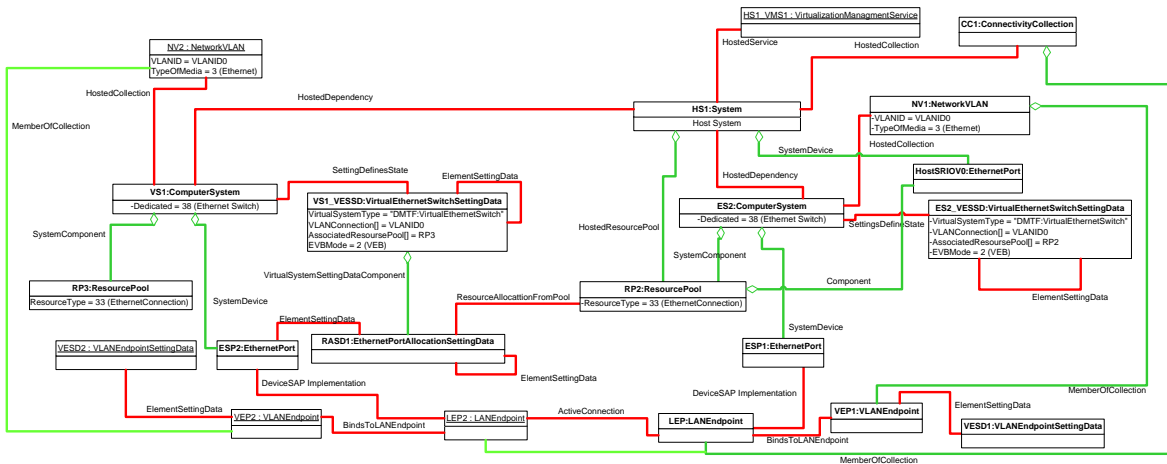 HS1_VMS1 : VirtualizationManagmentService
CC1:ConnectivityCollection
HostedService
HostedCollection
NV2 : NetworkVLAN
VLANID = VLANID0
TypeOfMedia = 3 (Ethernet)
HostedCollection
HostedDependency
MemberOfCollection
HS1:System
Host System
NV1:NetworkVLAN
-VLANID = VLANID0
-TypeOfMedia = 3 (Ethernet)
HostedCollection
SystemDevice
HostedDependency
SettingDefinesState
ElementSettingData
HostSRIOV0:EthernetPort
VS1:ComputerSystem
-Dedicated = 38 (Ethernet Switch)
VS1_VESSD:VirtualEthernetSwitchSettingData
VirtualSystemType = "DMTF:VirtualEthernetSwitch"
VLANConnection[] = VLANID0
AssociatedResoursePool[] = RP3
EVBMode = 2 (VEB)
ES2:ComputerSystem
-Dedicated = 38 (Ethernet Switch)
SettingsDefineState
ES2_VESSD:VirtualEthernetSwitchSettingData
-VirtualSystemType = "DMTF:VirtualEthernetSwitch"
-VLANConnection[] = VLANID0
-AssociatedResoursePool[] = RP2
-EVBMode = 2 (VEB)
SystemComponent
HostedResourcePool
SystemComponent
VirtualSystemSettingDataComponent
RP3:ResourcePool
ResourceType = 33 (EthernetConnection)
SystemDevice
ResourceAllocattionFromPool
RP2:ResourcePool
-ResourceType = 33 (EthernetConnection)
Component
ElementSettingData
ElementSettingData
SystemDevice
VESD2 : VLANEndpointSettingData
ESP2:EthernetPort
RASD1:EthernetPortAllocationSettingData
ESP1:EthernetPort
ElementSettingData
DeviceSAP Implementation
DeviceSAP Implementation
MemberOfCollection
ElementSettingData
ElementSettingData
VEP2 : VLANEndpoint
BindsToLANEndpoint
LEP2 : LANEndpoint
ActiveConnection
LEP:LANEndpoint
BindsToLANEndpoint
VEP1:VLANEndpoint
VESD1:VLANEndpointSettingData
MemberOfCollection